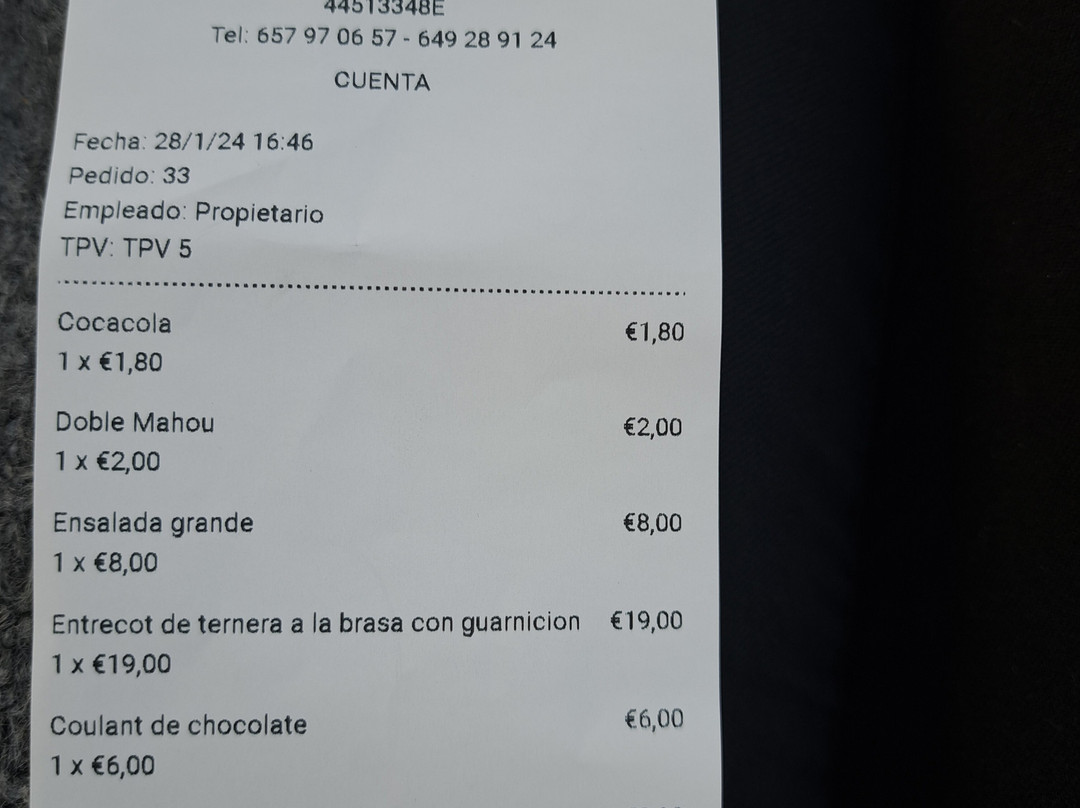 44513348E
Tel: 657 97 06 57 - 649 28 91 24
CUENTA
Fecha: 28/1/24 16:46
Pedido: 33
Empleado: Propietario
TPV: TPV 5
Cocacola €1,80
1 x €1,80
Doble Mahou €2,00
1 x €2,00
Ensalada grande €8,00
1 x €8,00
Entrecot de ternera a la brasa con guarnicion €19,00
1 x €19,00
Coulant de chocolate €6,00
1 x €6,00